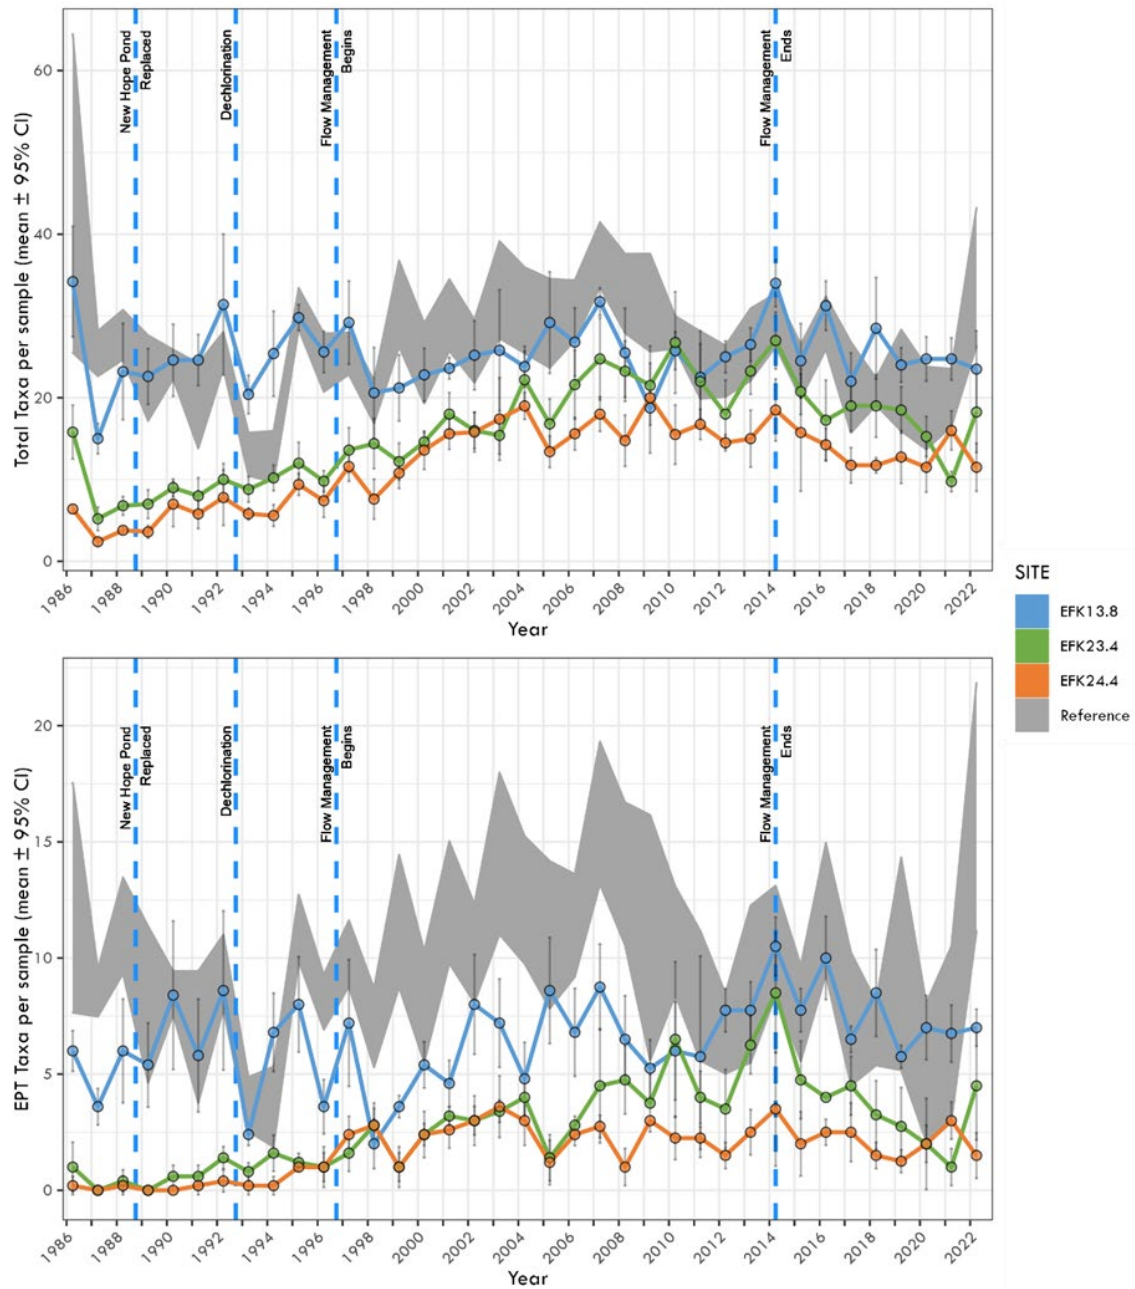 60
40
20
0
Total Taxa per sample (mean ± 95% CI)
New Hope Pond
Replaced
Dechlorination
Flow Management
Begins
Flow Management
Ends
1986
1988
1990
1992
1994
1996
1998
2000
2002
2004
2006
2008
2010
2012
2014
2016
2018
2020
2022
Year
SITE
EFK13.8
EFK23.4
EFK24.4
Reference
20
15
10
5
0
EPT Taxa per sample (mean ± 95% CI)
New Hope Pond
Replaced
Dechlorination
Flow Management
Begins
Flow Management
Ends
1986
1988
1990
1992
1994
1996
1998
2000
2002
2004
2006
2008
2010
2012
2014
2016
2018
2020
2022
Year